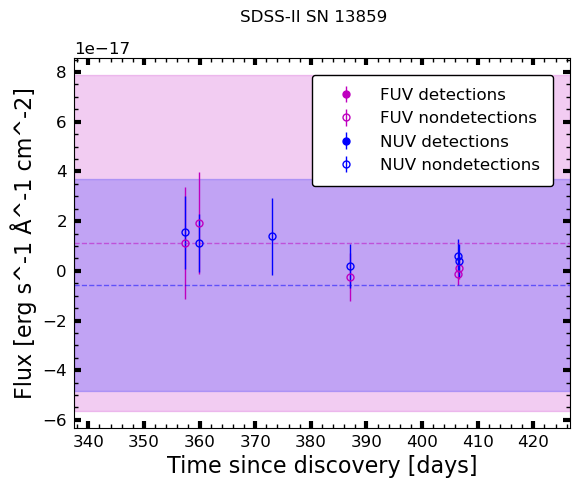 SDSS-II SN 13859
1e−17
8
6
4
2
0
−2
−4
−6
Flux [erg s^-1 Å^-1 cm^-2]
FUV detections
FUV nondetections
NUV detections
NUV nondetections
340 350 360 370 380 390 400 410 420
Time since discovery [days]